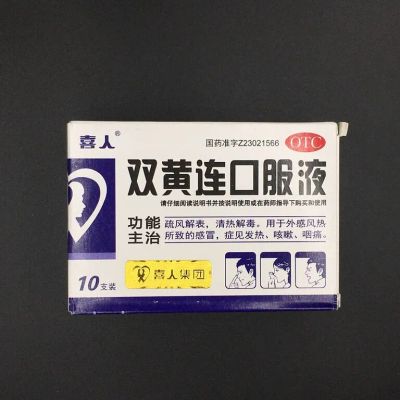 喜人®
国药准字Z23021566
OTC
双黄连口服液
请仔细阅读说明书并按说明使用或在药师指导下购买和使用
功能主治
疏风解表，清热解毒。用于外感风热
所致的感冒，症见发热、咳嗽、咽痛。
10支装
喜人集团